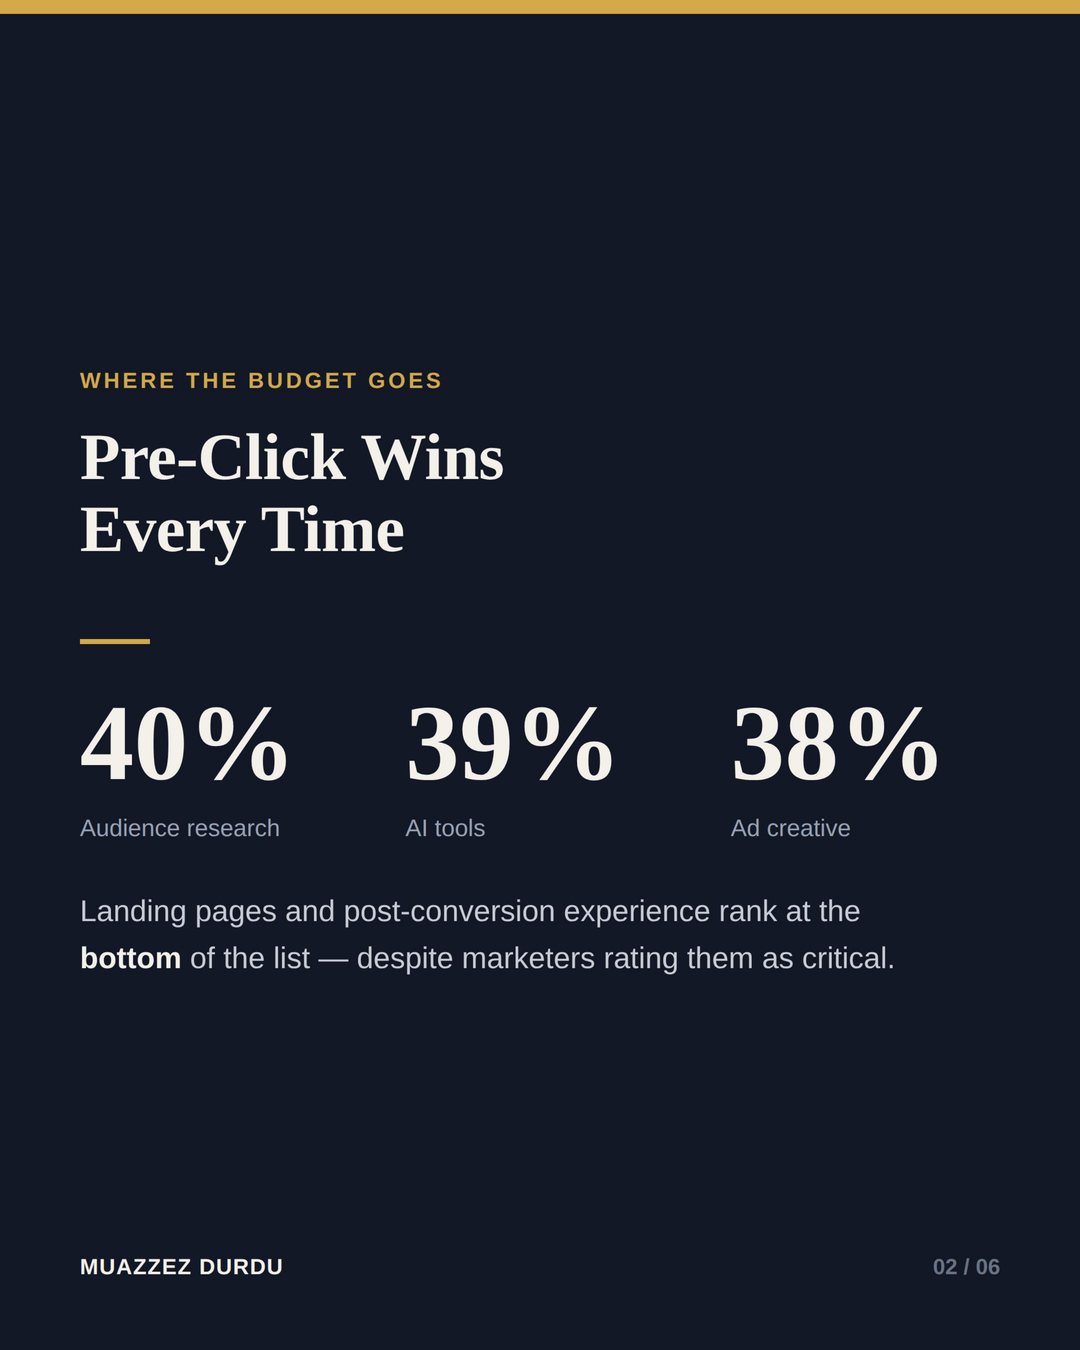 WHERE THE BUDGET GOES
Pre-Click Wins
Every Time
40% 39% 38%
Audience research AI tools Ad creative
Landing pages and post-conversion experience rank at the
bottom of the list — despite marketers rating them as critical.
MUAZZEZ DURDU 02 / 06